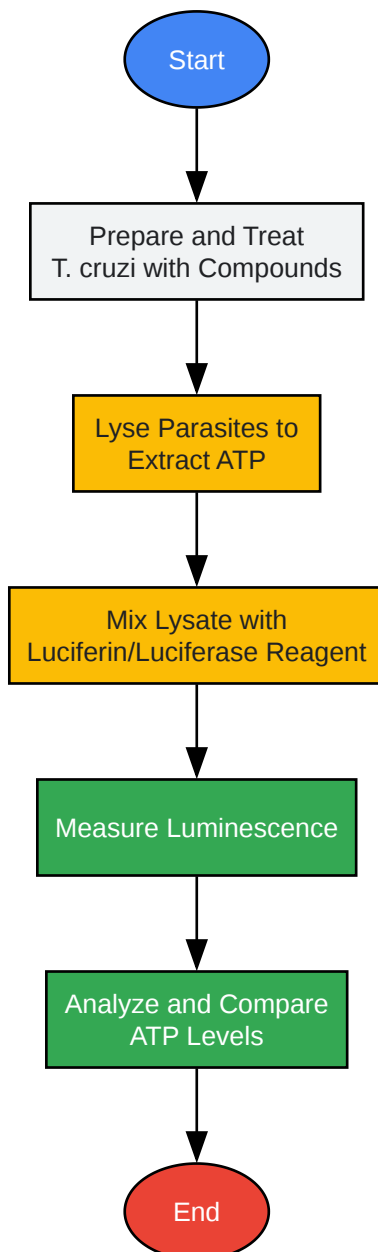 Start
Prepare and Treat
T. cruzi with Compounds
Lyse Parasites to
Extract ATP
Mix Lysate with
Luciferin/Luciferase Reagent
Measure Luminescence
Analyze and Compare
ATP Levels
End